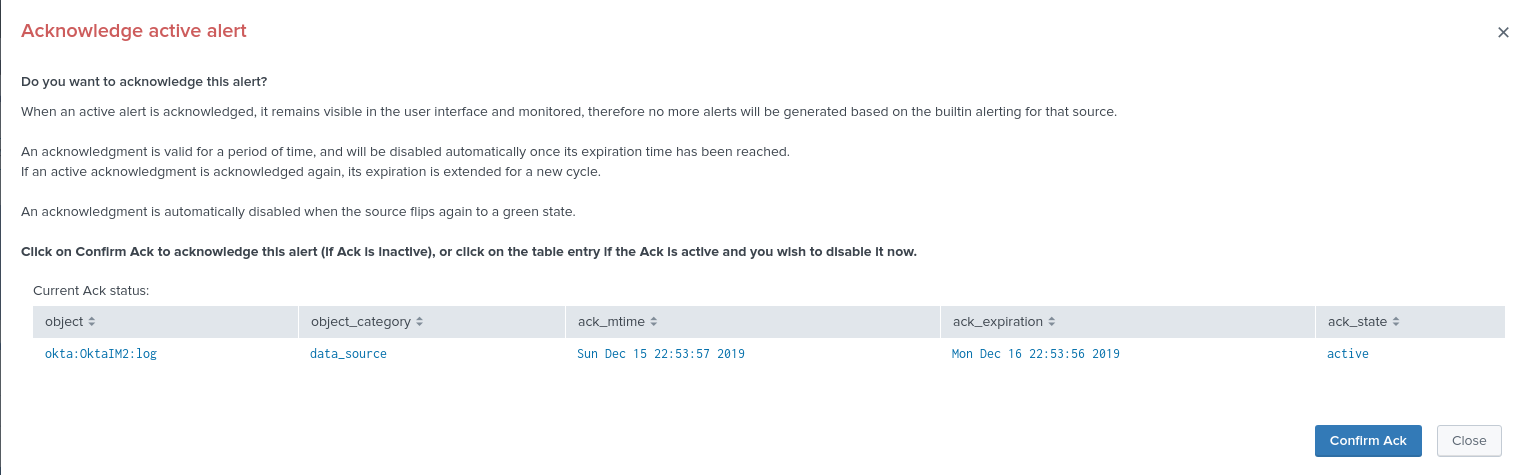 Acknowledge active alert
×
Do you want to acknowledge this alert?
When an active alert is acknowledged, it remains visible in the user interface and monitored, therefore no more alerts will be generated based on the builtin alerting for that source.
An acknowledgment is valid for a period of time, and will be disabled automatically once its expiration time has been reached.
If an active acknowledgment is acknowledged again, its expiration is extended for a new cycle.
An acknowledgment is automatically disabled when the source flips again to a green state.
Click on Confirm Ack to acknowledge this alert (if Ack is inactive), or click on the table entry if the Ack is active and you wish to disable it now.
Current Ack status:
object object_category ack_mtime ack_expiration ack_state
okta:OktaIM2:log data_source Sun Dec 15 22:53:57 2019 Mon Dec 16 22:53:56 2019 active
Confirm Ack Close